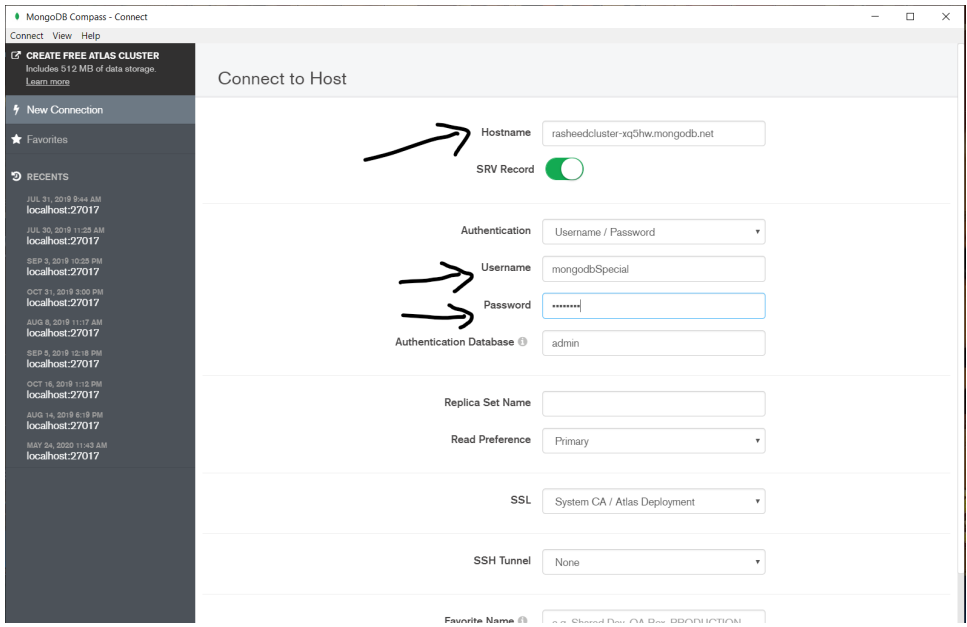 MongoDB Compass - Connect
Connect View Help
CREATE FREE ATLAS CLUSTER
Includes 512 MB of data storage.
Learn more
New Connection
Favorites
RECENTS
JUL 31, 2019 9:44 AM
localhost:27017
JUL 30, 2019 11:25 AM
localhost:27017
SEP 3, 2019 10:25 PM
localhost:27017
OCT 31, 2019 3:00 PM
localhost:27017
AUG 8, 2019 11:17 AM
localhost:27017
SEP 5, 2019 12:18 PM
localhost:27017
OCT 16, 2019 1:12 PM
localhost:27017
AUG 14, 2019 6:19 PM
localhost:27017
MAY 24, 2020 11:43 AM
localhost:27017
Connect to Host
Hostname rasheedcluster-xq5hw.mongodb.net
SRV Record
Authentication Username / Password
Username mongodbSpecial
Password ••••••••
Authentication Database admin
Replica Set Name
Read Preference Primary
SSL System CA / Atlas Deployment
SSH Tunnel None
Favorite Name e.g. Shared Dev, QA Box, PRODUCTION